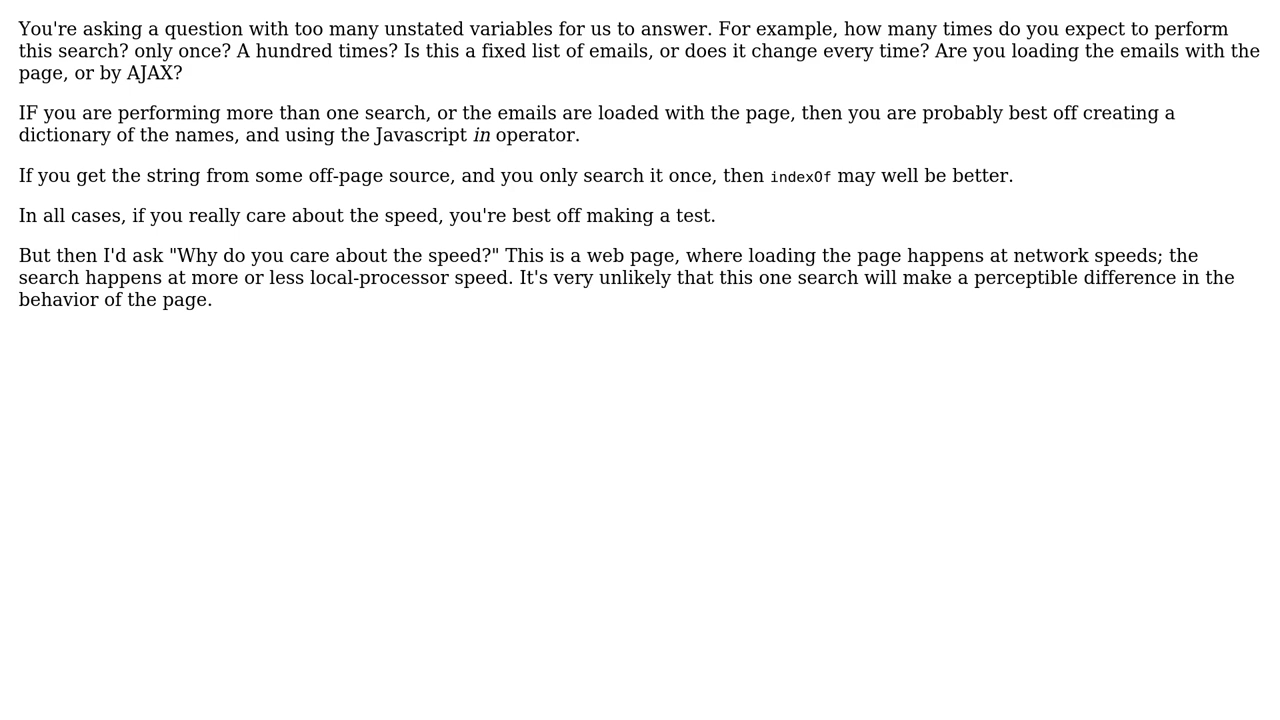 You're asking a question with too many unstated variables for us to answer. For example, how many times do you expect to perform
this search? only once? A hundred times? Is this a fixed list of emails, or does it change every time? Are you loading the emails with the
page, or by AJAX?
IF you are performing more than one search, or the emails are loaded with the page, then you are probably best off creating a
dictionary of the names, and using the Javascript in operator.
If you get the string from some off-page source, and you only search it once, then indexOf may well be better.
In all cases, if you really care about the speed, you're best off making a test.
But then I'd ask "Why do you care about the speed?" This is a web page, where loading the page happens at network speeds; the
search happens at more or less local-processor speed. It's very unlikely that this one search will make a perceptible difference in the
behavior of the page.